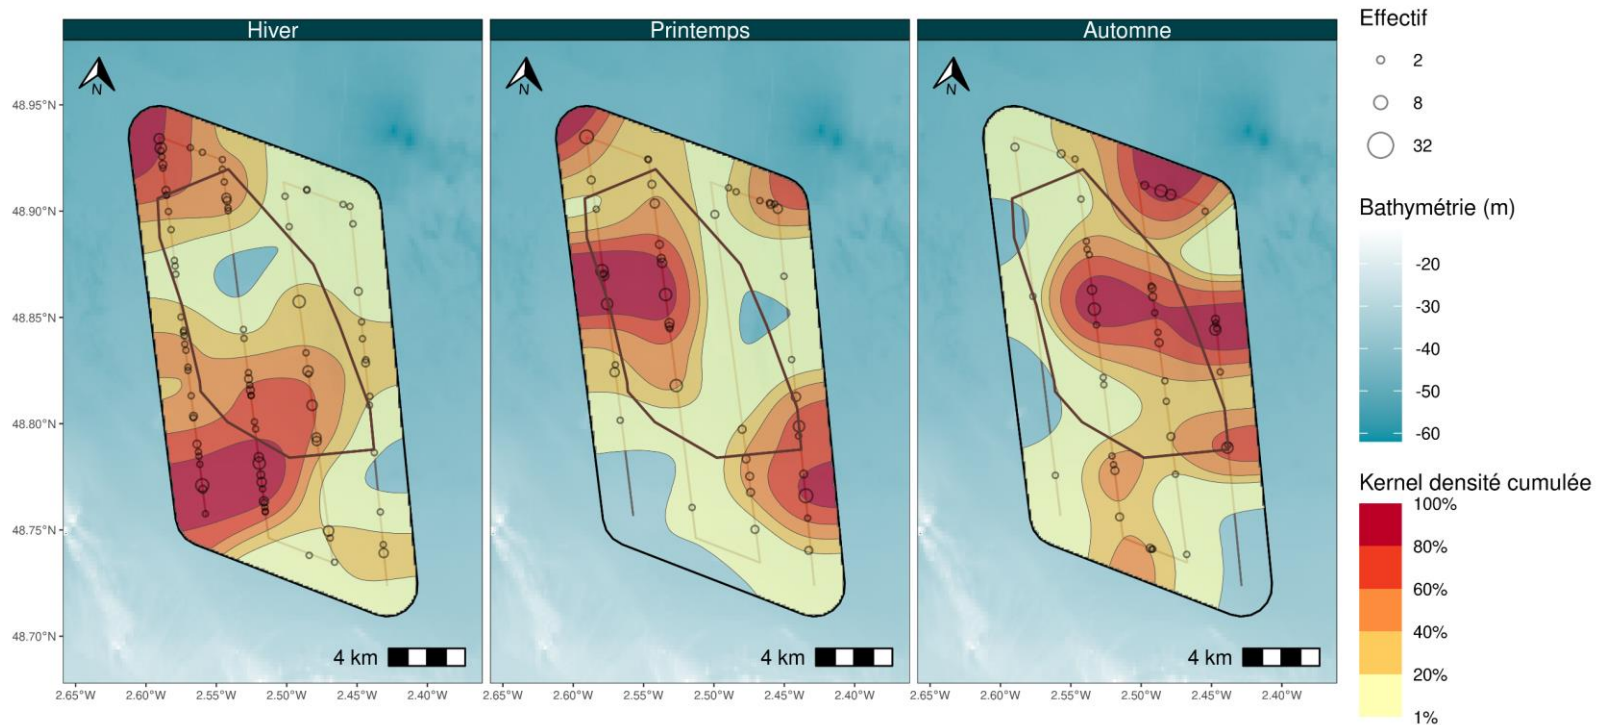 Hiver
Printemps
Automne
N
N
N
48.95°N
48.90°N
48.85°N
48.80°N
48.75°N
48.70°N
4 km
4 km
4 km
2.65°W 2.60°W 2.55°W 2.50°W 2.45°W 2.40°W
2.65°W 2.60°W 2.55°W 2.50°W 2.45°W 2.40°W
2.65°W 2.60°W 2.55°W 2.50°W 2.45°W 2.40°W
Effectif
2
8
32
Bathymétrie (m)
-20
-30
-40
-50
-60
Kernel densité cumulée
100%
80%
60%
40%
20%
1%